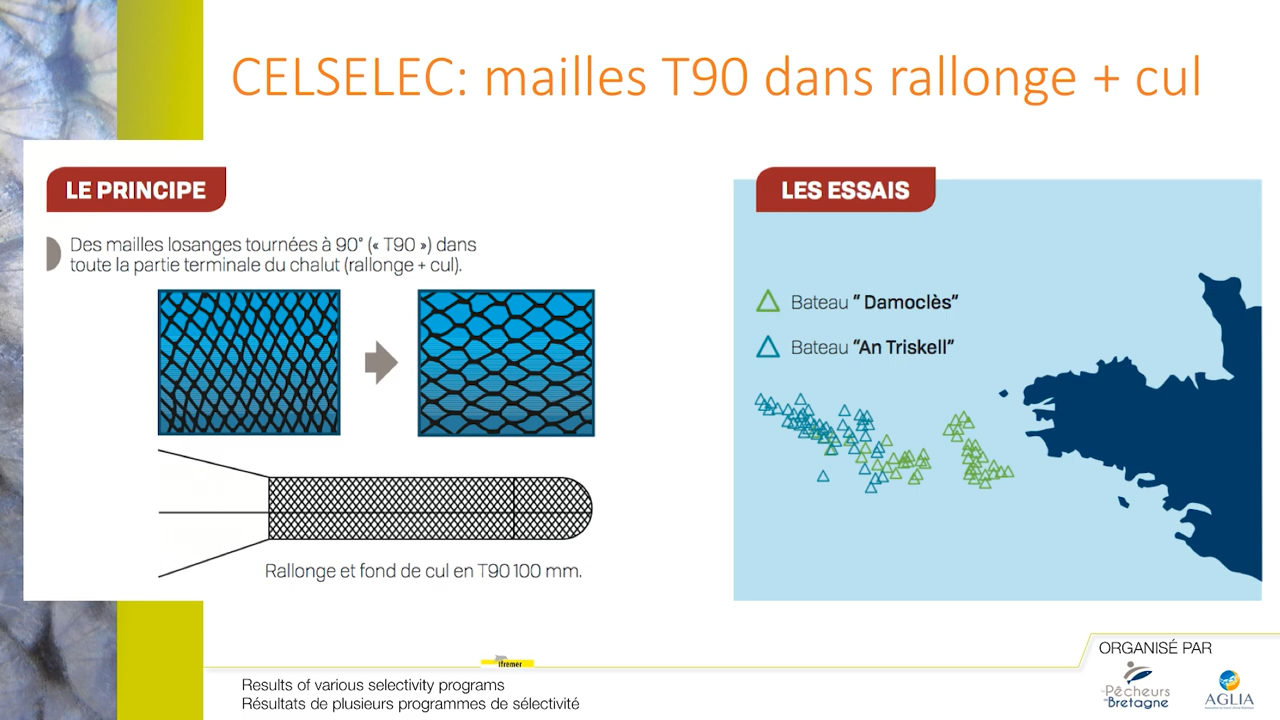 CELSELEC: mailles T90 dans rallonge + cul
LE PRINCIPE
Des mailles losanges tournées à 90° (« T90 ») dans
toute la partie terminale du chalut (rallonge + cul).
Rallonge et fond de cul en T90 100 mm.
LES ESSAIS
Bateau “ Damoclès”
Bateau “An Triskell”
ifremer
Results of various selectivity programs
Résultats de plusieurs programmes de sélectivité
ORGANISÉ PAR
Pêcheurs
Bretagne
AGLIA